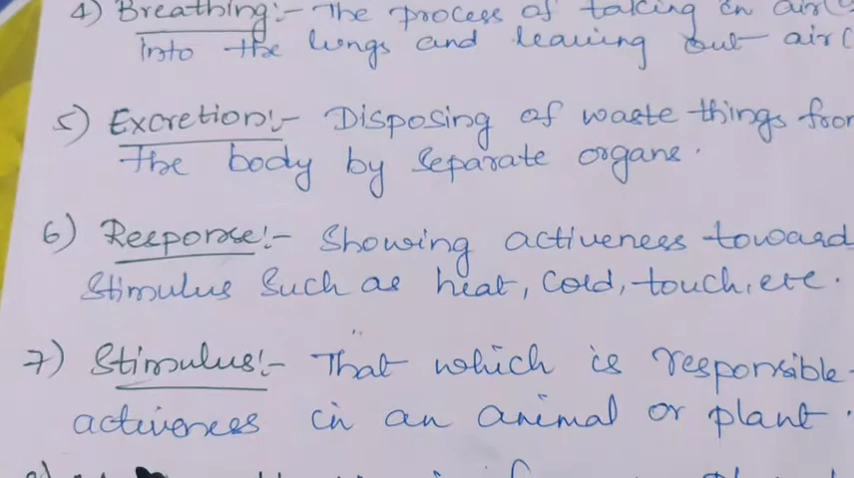 4) Breathing:- The process of taking in air(
into the lungs and leaving out air(
5) Excretion:- Disposing of waste things from
the body by separate organs.
6) Response:- Showing activeness toward
stimulus such as heat, cold, touch, etc.
7) Stimulus:- That which is responsible
activeness in an animal or plant.